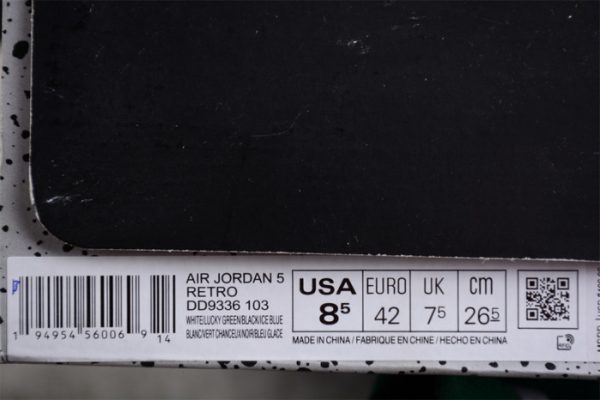 AIR JORDAN 5
RETRO
DD9336 103
WHITE/LUCKY GREEN/BLACK/ICE BLUE
BLANC/VERT CHANCEUX/NOIR/BLEU GLACE
1 94954 56006 9 14
USA EURO UK cm
8⁵ 42 7⁵ 26⁵
MADE IN CHINA / FABRIQUE EN CHINE / HECHO EN CHINA